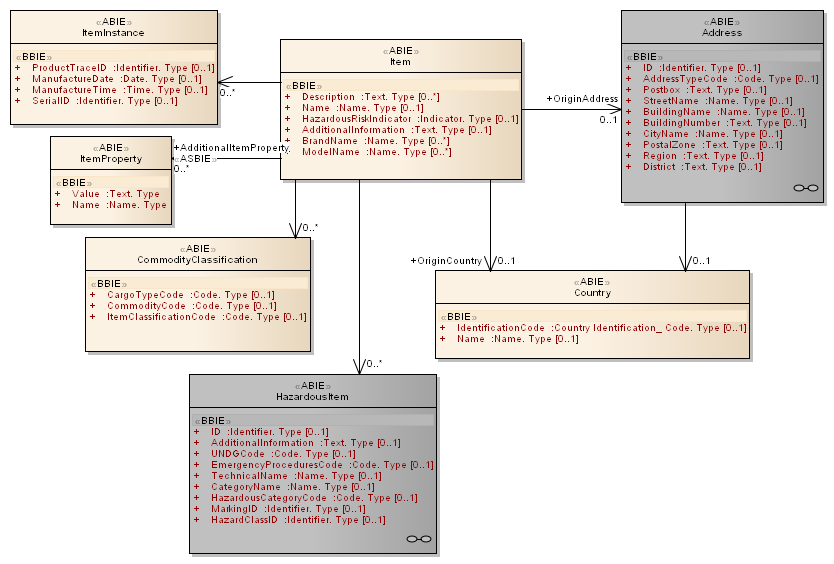 «ABIE»
ItemInstance
«BBIE»
+ ProductTraceID :Identifier. Type [0..1]
+ ManufactureDate :Date. Type [0..1]
+ ManufactureTime :Time. Type [0..1]
+ SerialID :Identifier. Type [0..1]
«ABIE»
Item
«BBIE»
+ Description :Text. Type [0..*]
+ Name :Name. Type [0..1]
+ HazardousRiskIndicator :Indicator. Type [0..1]
+ AdditionalInformation :Text. Type [0..1]
+ BrandName :Name. Type [0..*]
+ ModelName :Name. Type [0..*]
«ABIE»
Address
«BBIE»
+ ID :Identifier. Type [0..1]
+ AddressTypeCode :Code. Type [0..1]
+ Postbox :Text. Type [0..1]
+ StreetName :Name. Type [0..1]
+ BuildingName :Name. Type [0..1]
+ BuildingNumber :Text. Type [0..1]
+ CityName :Name. Type [0..1]
+ PostalZone :Text. Type [0..1]
+ Region :Text. Type [0..1]
+ District :Text. Type [0..1]
0..*
+OriginAddress
0..1
+AdditionalItemProperty
«ASBIE»
0..*
«ABIE»
ItemProperty
«BBIE»
+ Value :Text. Type
+ Name :Name. Type
0..*
«ABIE»
CommodityClassification
«BBIE»
+ CargoTypeCode :Code. Type [0..1]
+ CommodityCode :Code. Type [0..1]
+ ItemClassificationCode :Code. Type [0..1]
+OriginCountry
0..1
0..1
«ABIE»
Country
«BBIE»
+ IdentificationCode :Country Identification_ Code. Type [0..1]
+ Name :Name. Type [0..1]
0..*
«ABIE»
HazardousItem
«BBIE»
+ ID :Identifier. Type [0..1]
+ AdditionalInformation :Text. Type [0..*]
+ UNDGCode :Code. Type [0..1]
+ EmergencyProceduresCode :Code. Type [0..1]
+ TechnicalName :Name. Type [0..1]
+ CategoryName :Name. Type [0..1]
+ HazardousCategoryCode :Code. Type [0..1]
+ MarkingID :Identifier. Type [0..1]
+ HazardClassID :Identifier. Type [0..1]